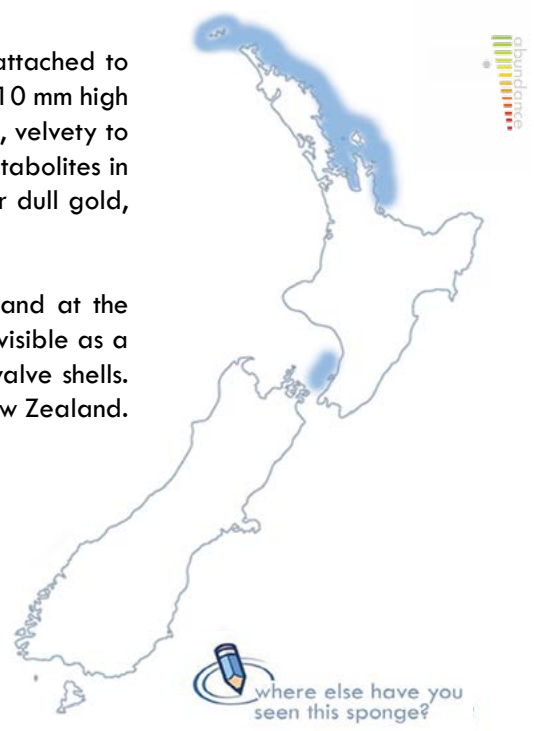 attached to
10 mm high
, velvety to
tabolites in
r dull gold,
and at the
visible as a
valve shells.
w Zealand.
abundance
where else have you
seen this sponge?